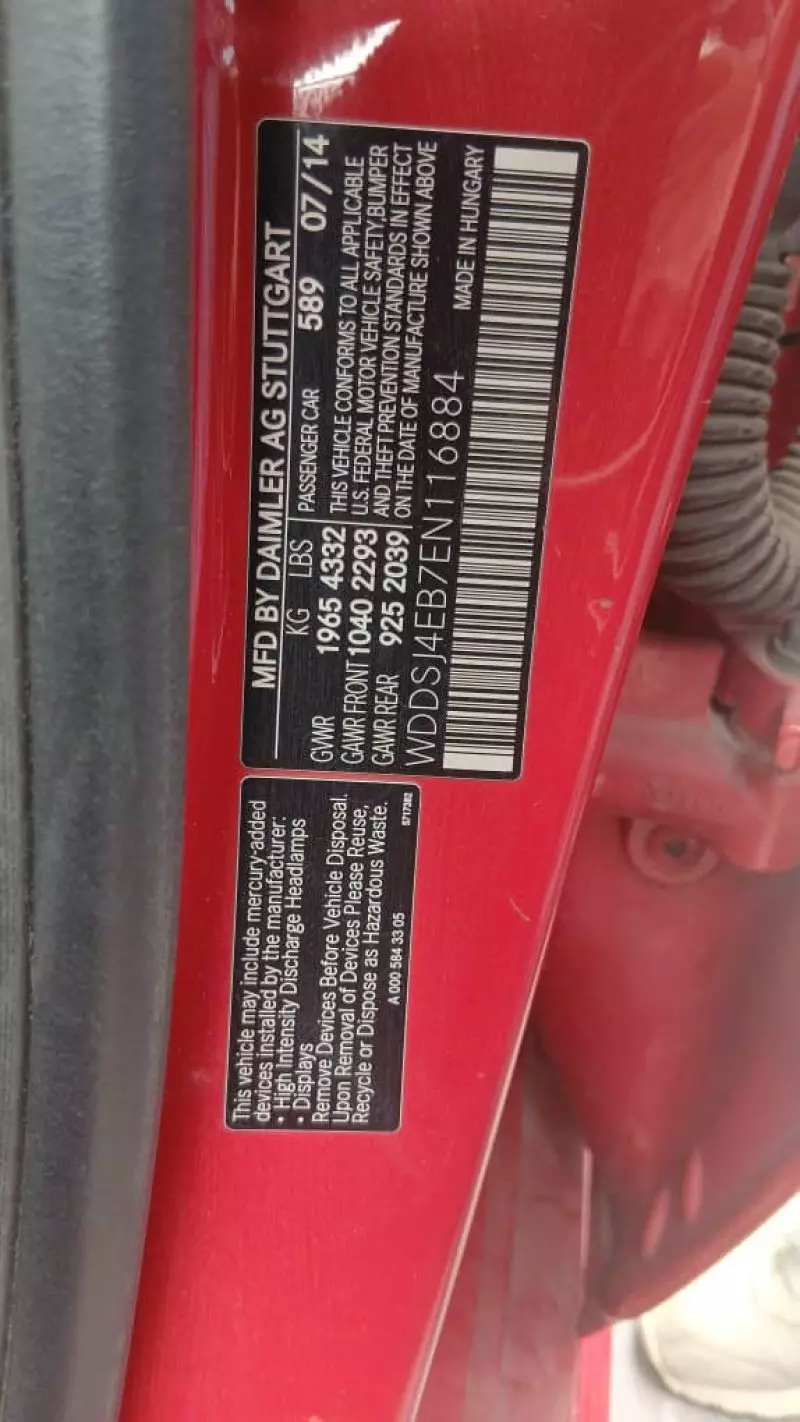 MFD BY DAIMLER AG STUTTGART
KG LBS PASSENGER CAR 589 07/14
GVWR 1965 4332 THIS VEHICLE CONFORMS TO ALL APPLICABLE
GAWR FRONT 1040 2293 U.S. FEDERAL MOTOR VEHICLE SAFETY,BUMPER
GAWR REAR 925 2039 AND THEFT PREVENTION STANDARDS IN EFFECT
ON THE DATE OF MANUFACTURE SHOWN ABOVE
WDDSJ4EB7EN116884 MADE IN HUNGARY
This vehicle may include mercury-added
devices installed by the manufacturer:
• High Intensity Discharge Headlamps
• Displays
Remove Devices Before Vehicle Disposal.
Upon Removal of Devices Please Reuse,
Recycle or Dispose as Hazardous Waste.
A 000 584 33 05 5717382